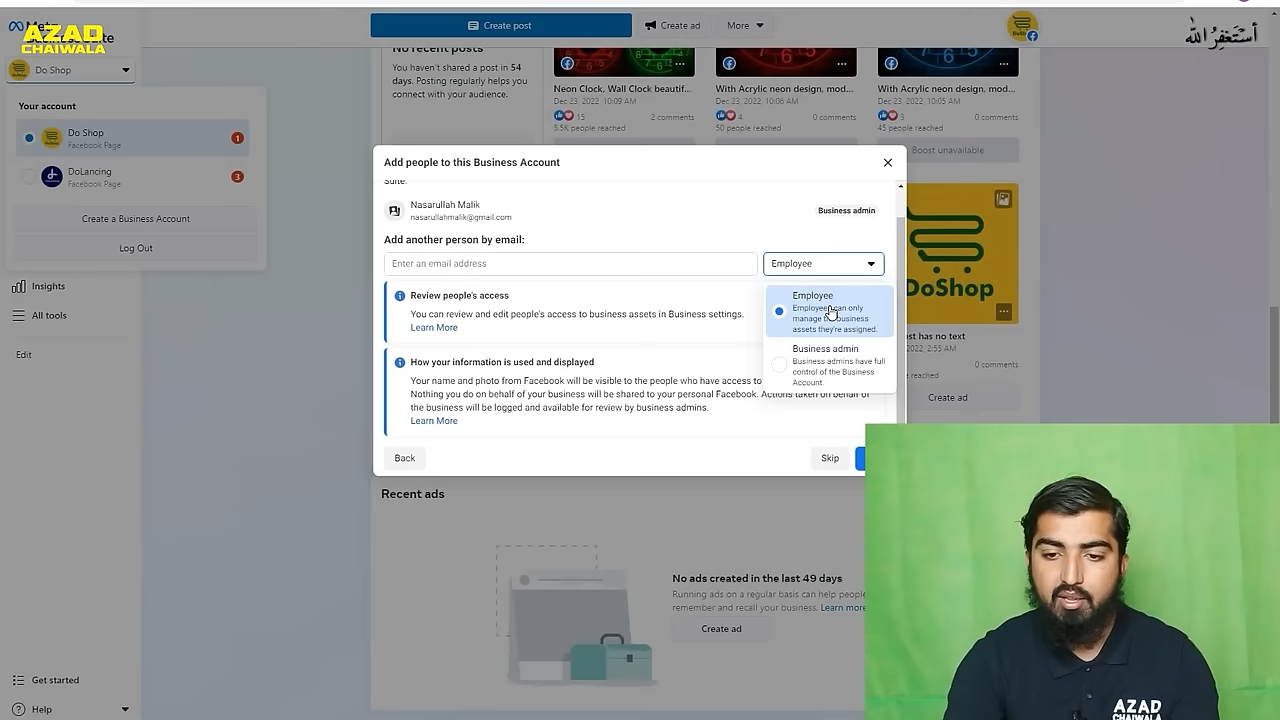 AZAD
CHAIWALA
Create post
Create ad
More
أستغفر الله
Do Shop
Your account
Do Shop
Facebook Page
1
DoLancing
Facebook Page
3
Create a Business Account
Log Out
Insights
All tools
Edit
Get started
Help
No recent posts
You haven't shared a post in 54
days. Posting regularly helps you
connect with your audience.
Neon Clock, Wall Clock beautif...
Dec 23, 2022, 10:09 AM
15
2 comments
5.5K people reached
With Acrylic neon design, mod...
Dec 23, 2022, 10:06 AM
4
0 comments
50 people reached
With Acrylic neon design, mod...
Dec 23, 2022, 10:05 AM
3
0 comments
45 people reached
Boost unavailable
DoShop
st has no text
2022, 2:55 AM
0 comments
reached
Create ad
Add people to this Business Account
Suite.
Nasarullah Malik
nasarullahmalik@gmail.com
Business admin
Add another person by email:
Enter an email address
Employee
Employee
Employees can only
manage the business
assets they're assigned.
Business admin
Business admins have full
control of the Business
Account.
Review people's access
You can review and edit people's access to business assets in Business settings.
Learn More
How your information is used and displayed
Your name and photo from Facebook will be visible to the people who have access to
Nothing you do on behalf of your business will be shared to your personal Facebook. Actions taken on behalf of
the business will be logged and available for review by business admins.
Learn More
Back
Skip
Recent ads
No ads created in the last 49 days
Running ads on a regular basis can help people
remember and recall your business. Learn more
Create ad
AZAD
CHAIWALA